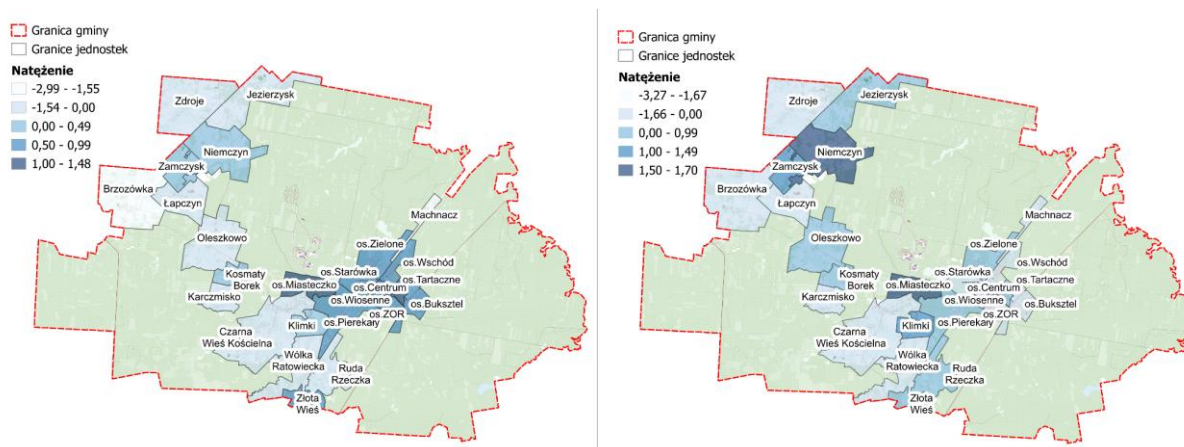 Granica gminy
Granice jednostek
Natężenie
-2,99 - -1,55
-1,54 - 0,00
0,00 - 0,49
0,50 - 0,99
1,00 - 1,48
Zdroje
Jezierzysk
Niemczyn
Zamczysk
Brzozówka
Łapczyn
Machnacz
Oleszkowo
os.Zielone
os.Wschód
os.Starówka
Kosmaty
Borek
os.Tartaczne
os.Miasteczko
os.Centrum
Karczmisko
os.Wiosenne
os.Buksztel
os.ZOR
Klimki
os.Pierekary
Czarna
Wieś Kościelna
Wólka
Ratowiecka
Ruda
Rzeczka
Złota
Wieś
Granica gminy
Granice jednostek
Natężenie
-3,27 - -1,67
-1,66 - 0,00
0,00 - 0,99
1,00 - 1,49
1,50 - 1,70
Zdroje
Jezierzysk
Niemczyn
Zamczysk
Brzozówka
Łapczyn
Machnacz
Oleszkowo
os.Zielone
os.Wschód
os.Starówka
Kosmaty
Borek
os.Tartaczne
os.Miasteczko
os.Centrum
Karczmisko
os.Wiosenne
os.Buksztel
os.ZOR
Klimki
os.Pierekary
Czarna
Wieś Kościelna
Wólka
Ratowiecka
Ruda
Rzeczka
Złota
Wieś